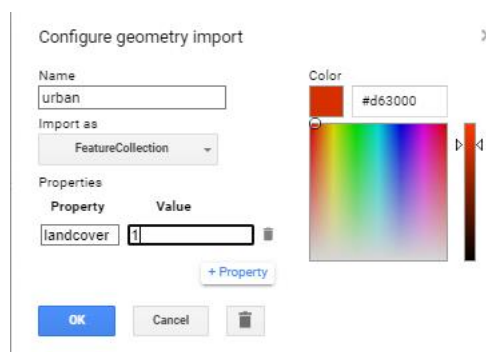 Configure geometry import
Name
urban
Import as
FeatureCollection
Properties
Property Value
landcover 1
+ Property
OK Cancel
Color
#d63000